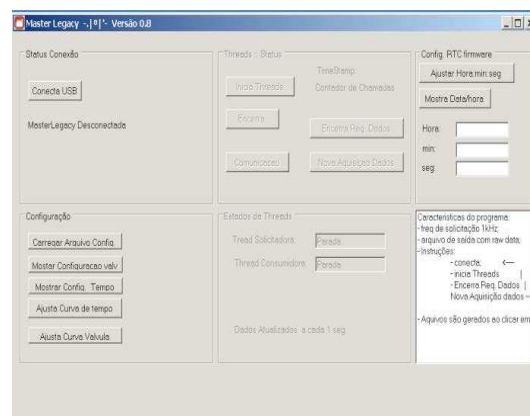 Master Legacy -.|º|'- Versão 0.8
Status Conexão
Conecta USB
MasterLegacy Desconectada
Threads :: Status
TimeStamp:
Inicia Threads
Contador de Chamadas
Encerra
Encerra Req. Dados
Comunicacao
Nova Aquisição Dados
Config. RTC firmware
Ajustar Hora:min:seg
Mostra Data/hora
Hora:
min:
seg:
Configuração
Carregar Arquivo Config.
Mostar Configuracao valv
Mostrar Config. Tempo
Ajusta Curva de tempo
Ajusta Curva Valvula
Estados de Threads
Tread Solicitadora: Parada
Thread Consumidora: Parada
Dados Atualizados a cada 1 seg
Caracteristicas do programa:
- freq de solicitação 1kHz;
- arquivo de saida com raw data;
- Instruções:
- conecta; <---
- inicia Threads |
- Encerra Req. Dados |
Nova Aquisição dados --
- Aquivos são gerados ao clicar em